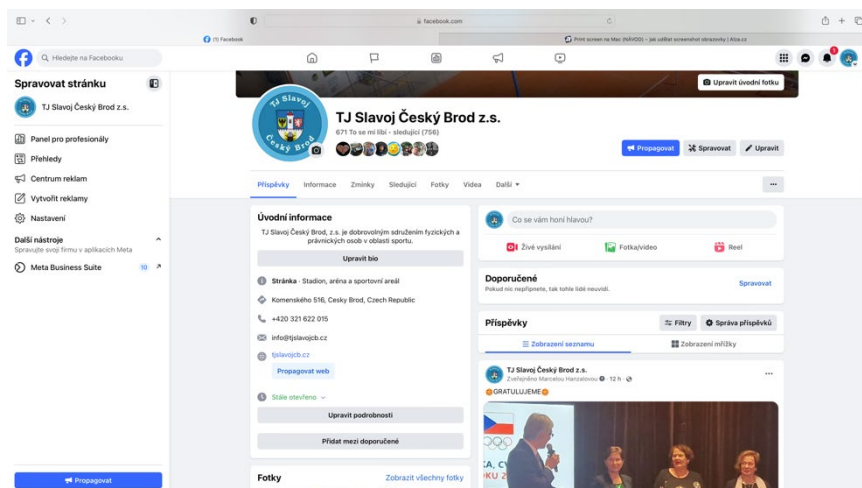 facebook.com
(1) Facebook
Print screen na Mac (NÁVOD) – jak udělat screenshot obrazovky | Alza.cz
Hledejte na Facebooku
Spravovat stránku
TJ Slavoj Český Brod z.s.
Panel pro profesionály
Přehledy
Centrum reklam
Vytvořit reklamy
Nastavení
Další nástroje
Spravujte svoji firmu v aplikacích Meta
Meta Business Suite 10
Propagovat
Upravit úvodní fotku
TJ Slavoj
Český Brod
TJ Slavoj Český Brod z.s.
671 To se mi líbí • sledující (756)
Propagovat Spravovat Upravit
Příspěvky Informace Zmínky Sledující Fotky Videa Další
Úvodní informace
TJ Slavoj Český Brod, z.s. je dobrovolným sdružením fyzických a
právnických osob v oblasti sportu.
Upravit bio
Stránka · Stadion, aréna a sportovní areál
Komenského 516, Cesky Brod, Czech Republic
+420 321 622 015
info@tjslavojcb.cz
tjslavojcb.cz
Propagovat web
Stále otevřeno
Upravit podrobnosti
Přidat mezi doporučené
Fotky Zobrazit všechny fotky
Co se vám honí hlavou?
Živé vysílání Fotka/video Reel
Doporučené
Pokud nic nepřipnete, tak tohle lidé neuvidí.
Spravovat
Příspěvky Filtry Správa příspěvků
Zobrazení seznamu Zobrazení mřížky
TJ Slavoj Český Brod z.s.
Zveřejněno Marcelou Hanzalovou · 12 h ·
GRATULUJEME